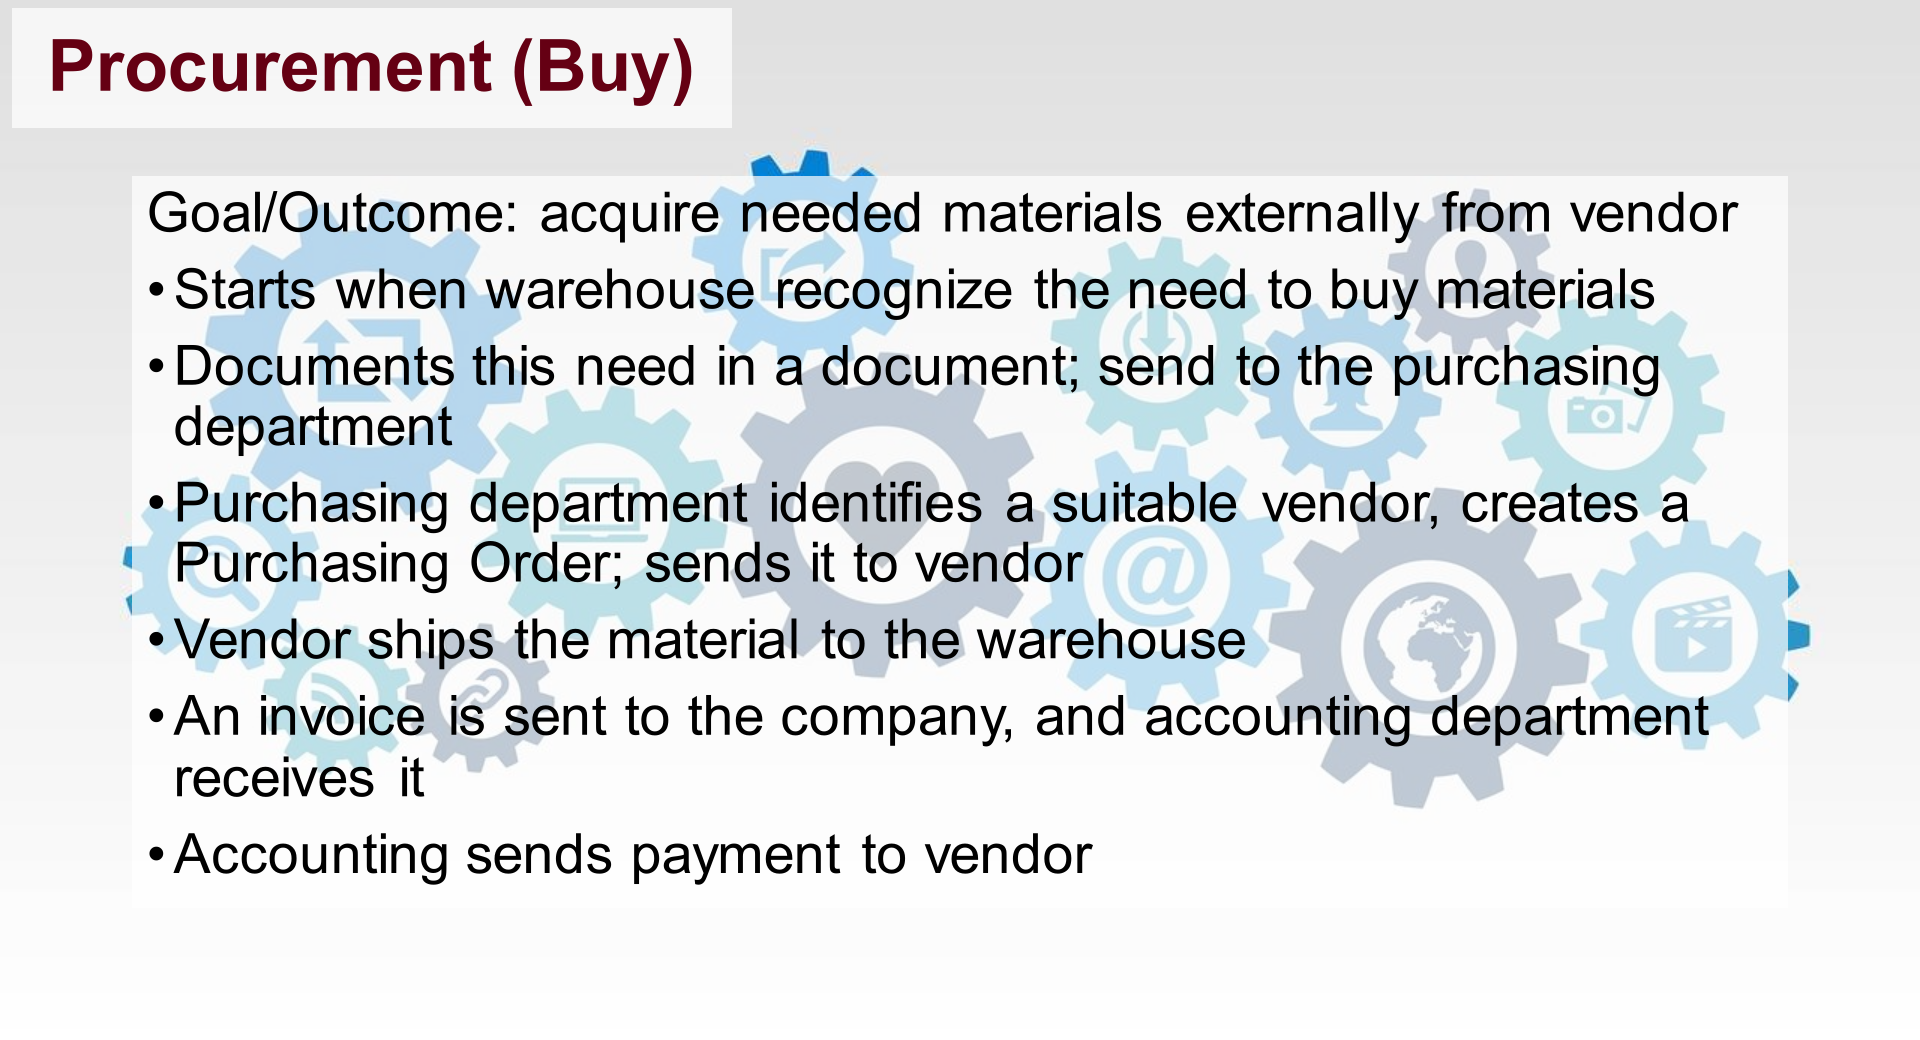 Procurement (Buy)
Goal/Outcome: acquire needed materials externally from vendor
• Starts when warehouse recognize the need to buy materials
• Documents this need in a document; send to the purchasing
department
• Purchasing department identifies a suitable vendor, creates a
Purchasing Order; sends it to vendor
• Vendor ships the material to the warehouse
• An invoice is sent to the company, and accounting department
receives it
• Accounting sends payment to vendor